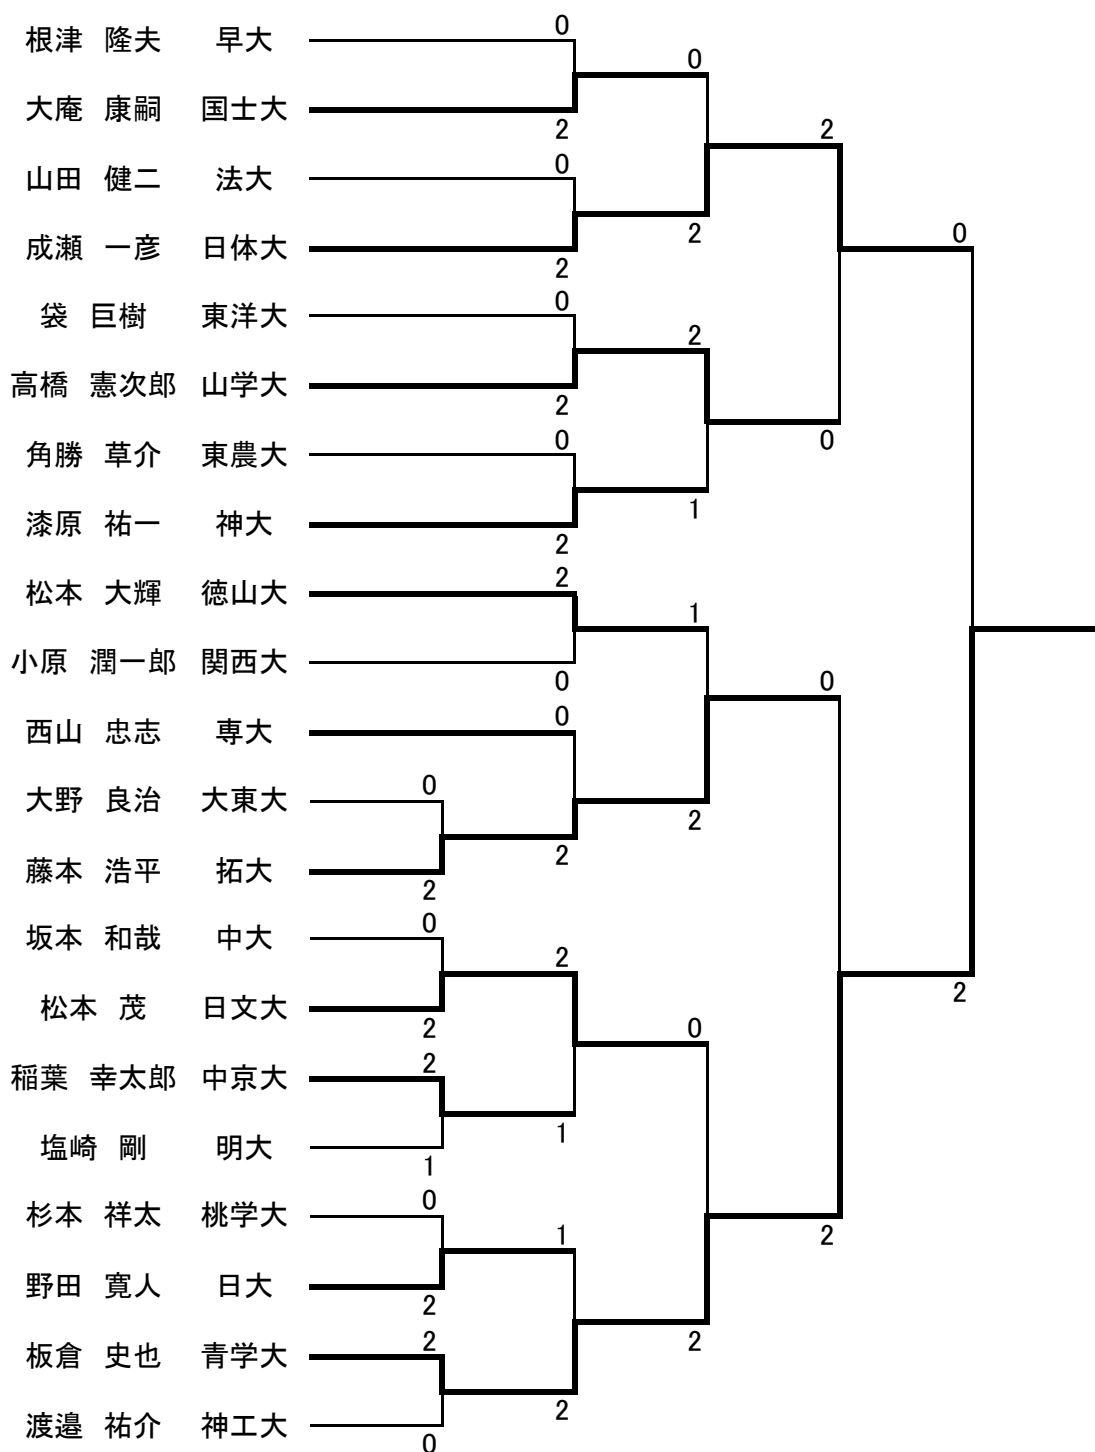 0
根津 隆夫 早大
0
大庵 康嗣 国士大
2
2
0
山田 健二 法大
2
成瀬 一彦 日体大
0
2
0
袋 巨樹 東洋大
2
高橋 憲次郎 山学大
2
0
0
角勝 草介 東農大
1
漆原 祐一 神大
2
2
松本 大輝 徳山大
1
小原 潤一郎 関西大
0
0
0
西山 忠志 専大
0
大野 良治 大東大
2
2
藤本 浩平 拓大
2
0
坂本 和哉 中大
2
2
松本 茂 日文大
2
0
2
稲葉 幸太郎 中京大
1
塩崎 剛 明大
1
0
杉本 祥太 桃学大
1
2
野田 寛人 日大
2
2
2
板倉 史也 青学大
2
渡邉 祐介 神工大
0